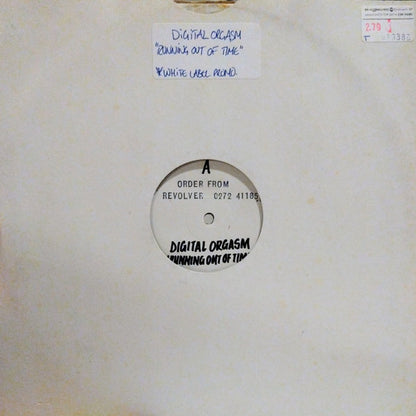 DIGITAL ORGASM
"RUNNING OUT OF TIME"
*WHITE LABEL PROMO.
2.79
A
ORDER FROM
REVOLVER 0272 41185
DIGITAL ORGASM
"RUNNING OUT OF TIM